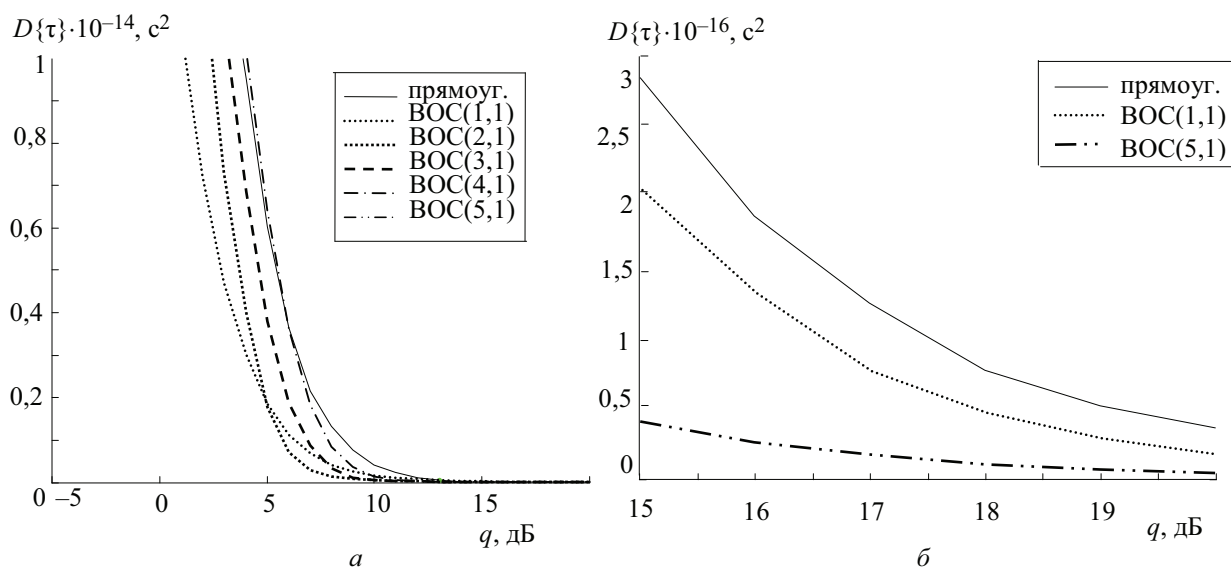 D{τ}·10⁻¹⁴, с²
1
0,8
0,6
0,4
0,2
0
–5
0
5
10
15
q, дБ
прямоуг.
BOC(1,1)
BOC(2,1)
BOC(3,1)
BOC(4,1)
BOC(5,1)
а
D{τ}·10⁻¹⁶, с²
3
2,5
2
1,5
1
0,5
0
15
16
17
18
19
q, дБ
прямоуг.
BOC(1,1)
BOC(5,1)
б